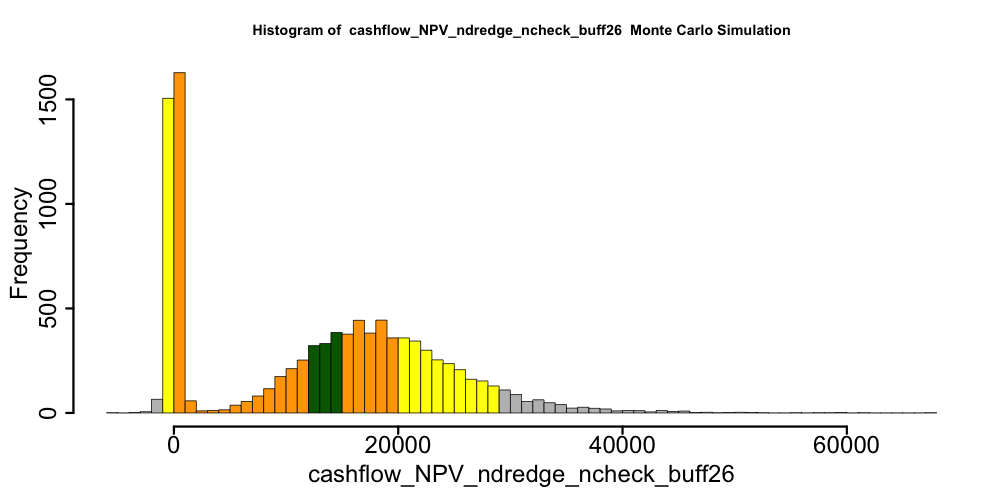 Histogram of  cashflow_NPV_ndredge_ncheck_buff26  Monte Carlo Simulation
1500
1000
500
0
Frequency
0 20000 40000 60000
cashflow_NPV_ndredge_ncheck_buff26